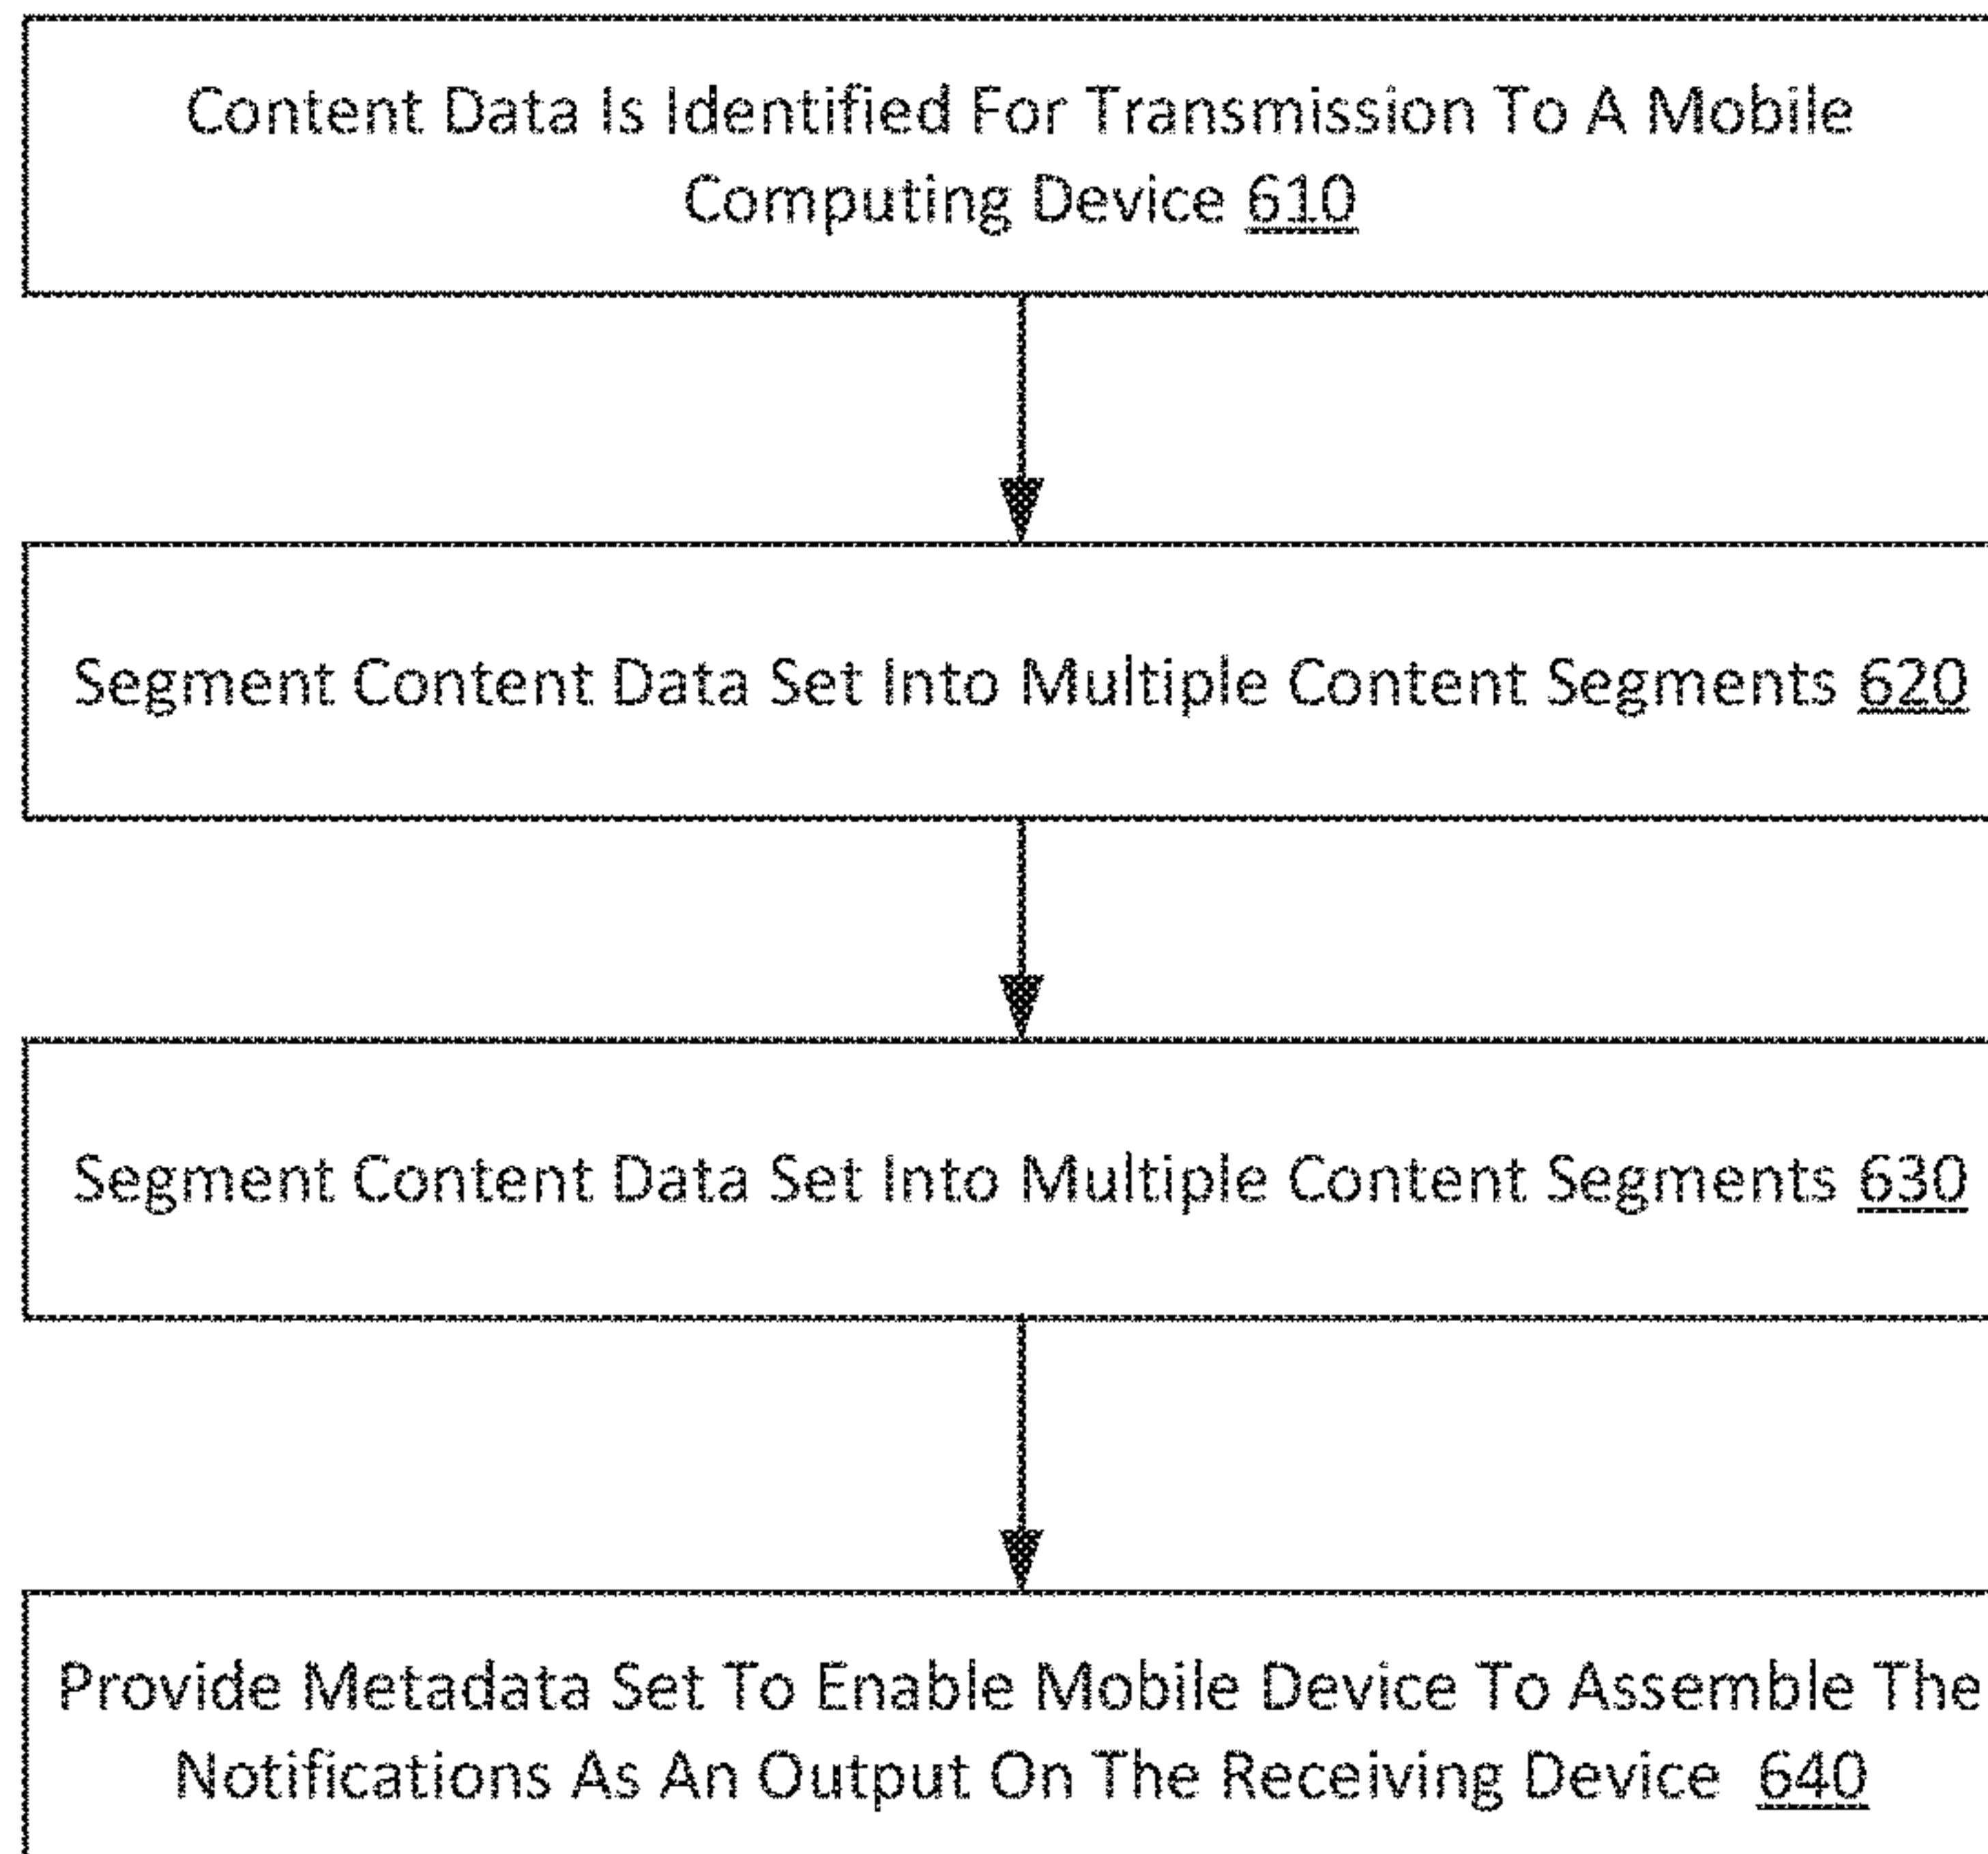 Content Data Is Identified For Transmission To A Mobile
Computing Device 610
Segment Content Data Set Into Multiple Content Segments 620
Segment Content Data Set Into Multiple Content Segments 630
Provide Metadata Set To Enable Mobile Device To Assemble The
Notifications As An Output On The Receiving Device 640